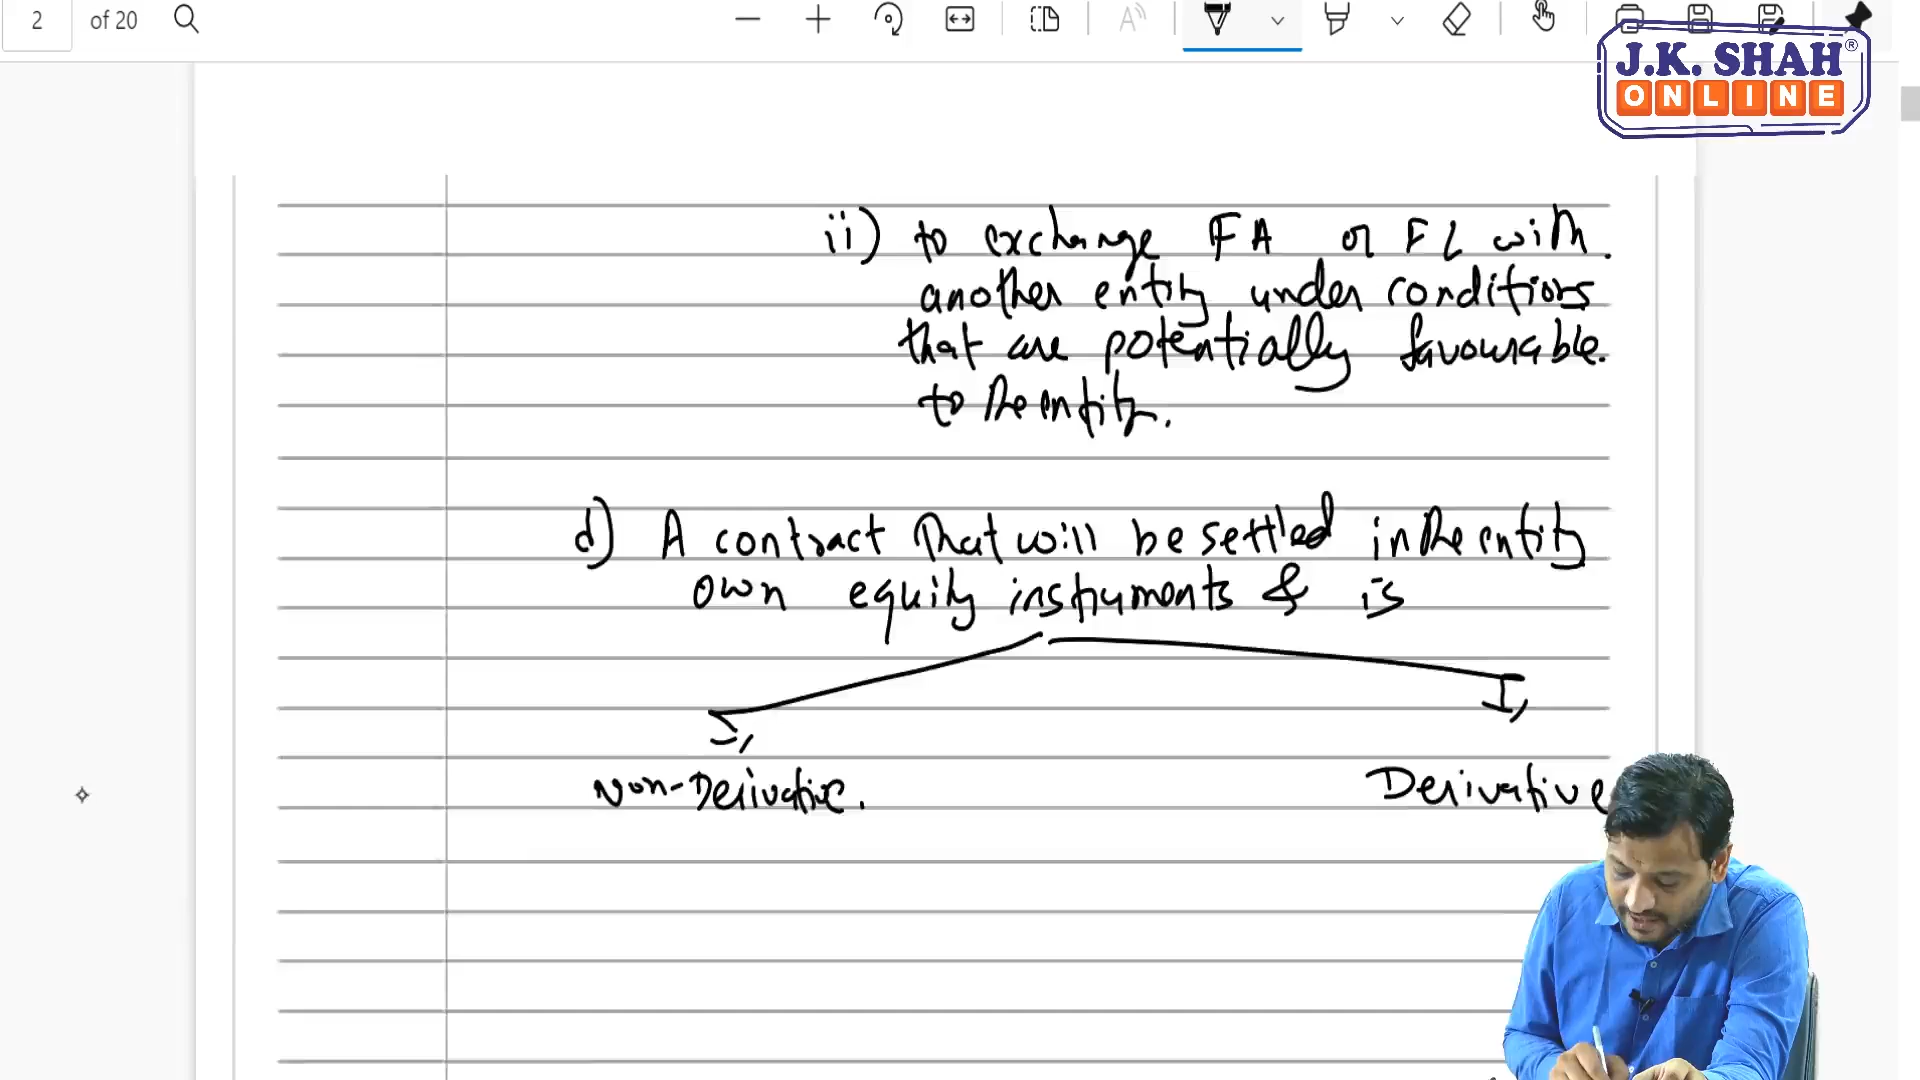 2 of 20
J.K. SHAH®
ONLINE
ii) to exchange FA or FL with
another entity under conditions
that are potentially favourable.
to the entity.
d) A contract that will be settled in the entity
own equity instruments & is
Non-Derivative. Derivative